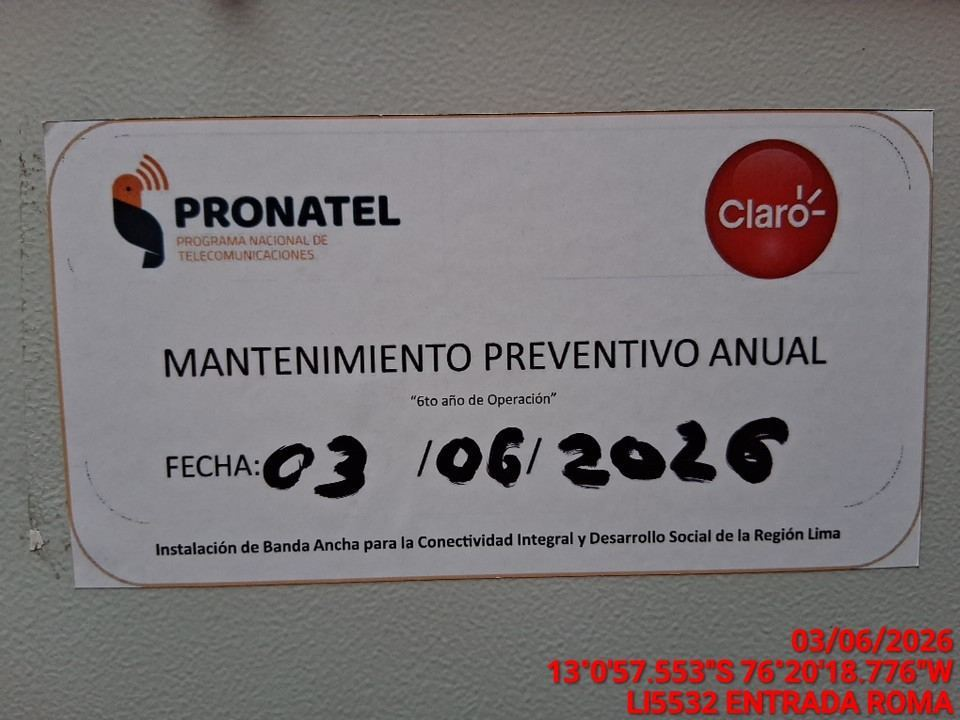 PRONATEL
PROGRAMA NACIONAL DE
TELECOMUNICACIONES
Claro
MANTENIMIENTO PREVENTIVO ANUAL
“6to año de Operación”
FECHA: 03 / 06 / 2026
Instalación de Banda Ancha para la Conectividad Integral y Desarrollo Social de la Región Lima
03/06/2026
13°0'57.553"S 76°20'18.776"W
LI5532 ENTRADA ROMA